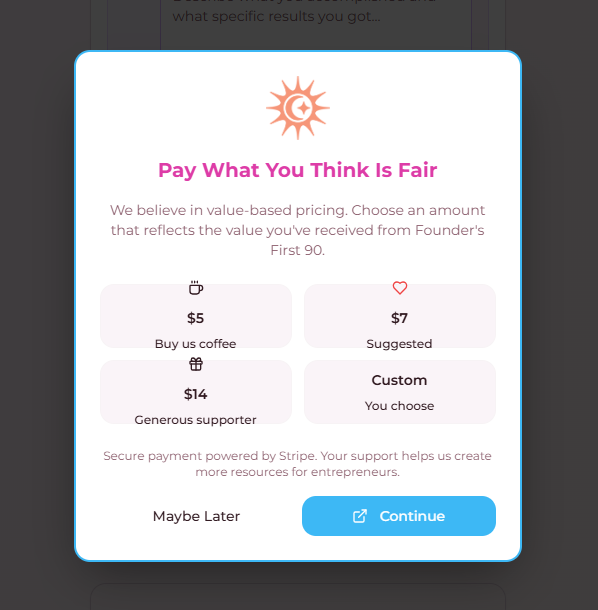 what specific results you got...
Pay What You Think Is Fair
We believe in value-based pricing. Choose an amount
that reflects the value you've received from Founder's
First 90.
$5
Buy us coffee
$7
Suggested
$14
Generous supporter
Custom
You choose
Secure payment powered by Stripe. Your support helps us create
more resources for entrepreneurs.
Maybe Later
Continue